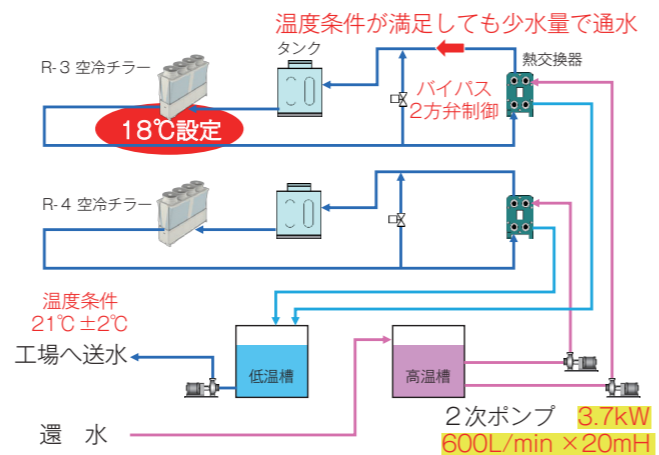 温度条件が満足しても少水量で通水
タンク
熱交換器
R-3 空冷チラー
バイパス
2方弁制御
18℃設定
R-4 空冷チラー
温度条件
21℃ ±2℃
工場へ送水
低温槽
高温槽
2次ポンプ 3.7kW
600L/min ×20mH
還 水